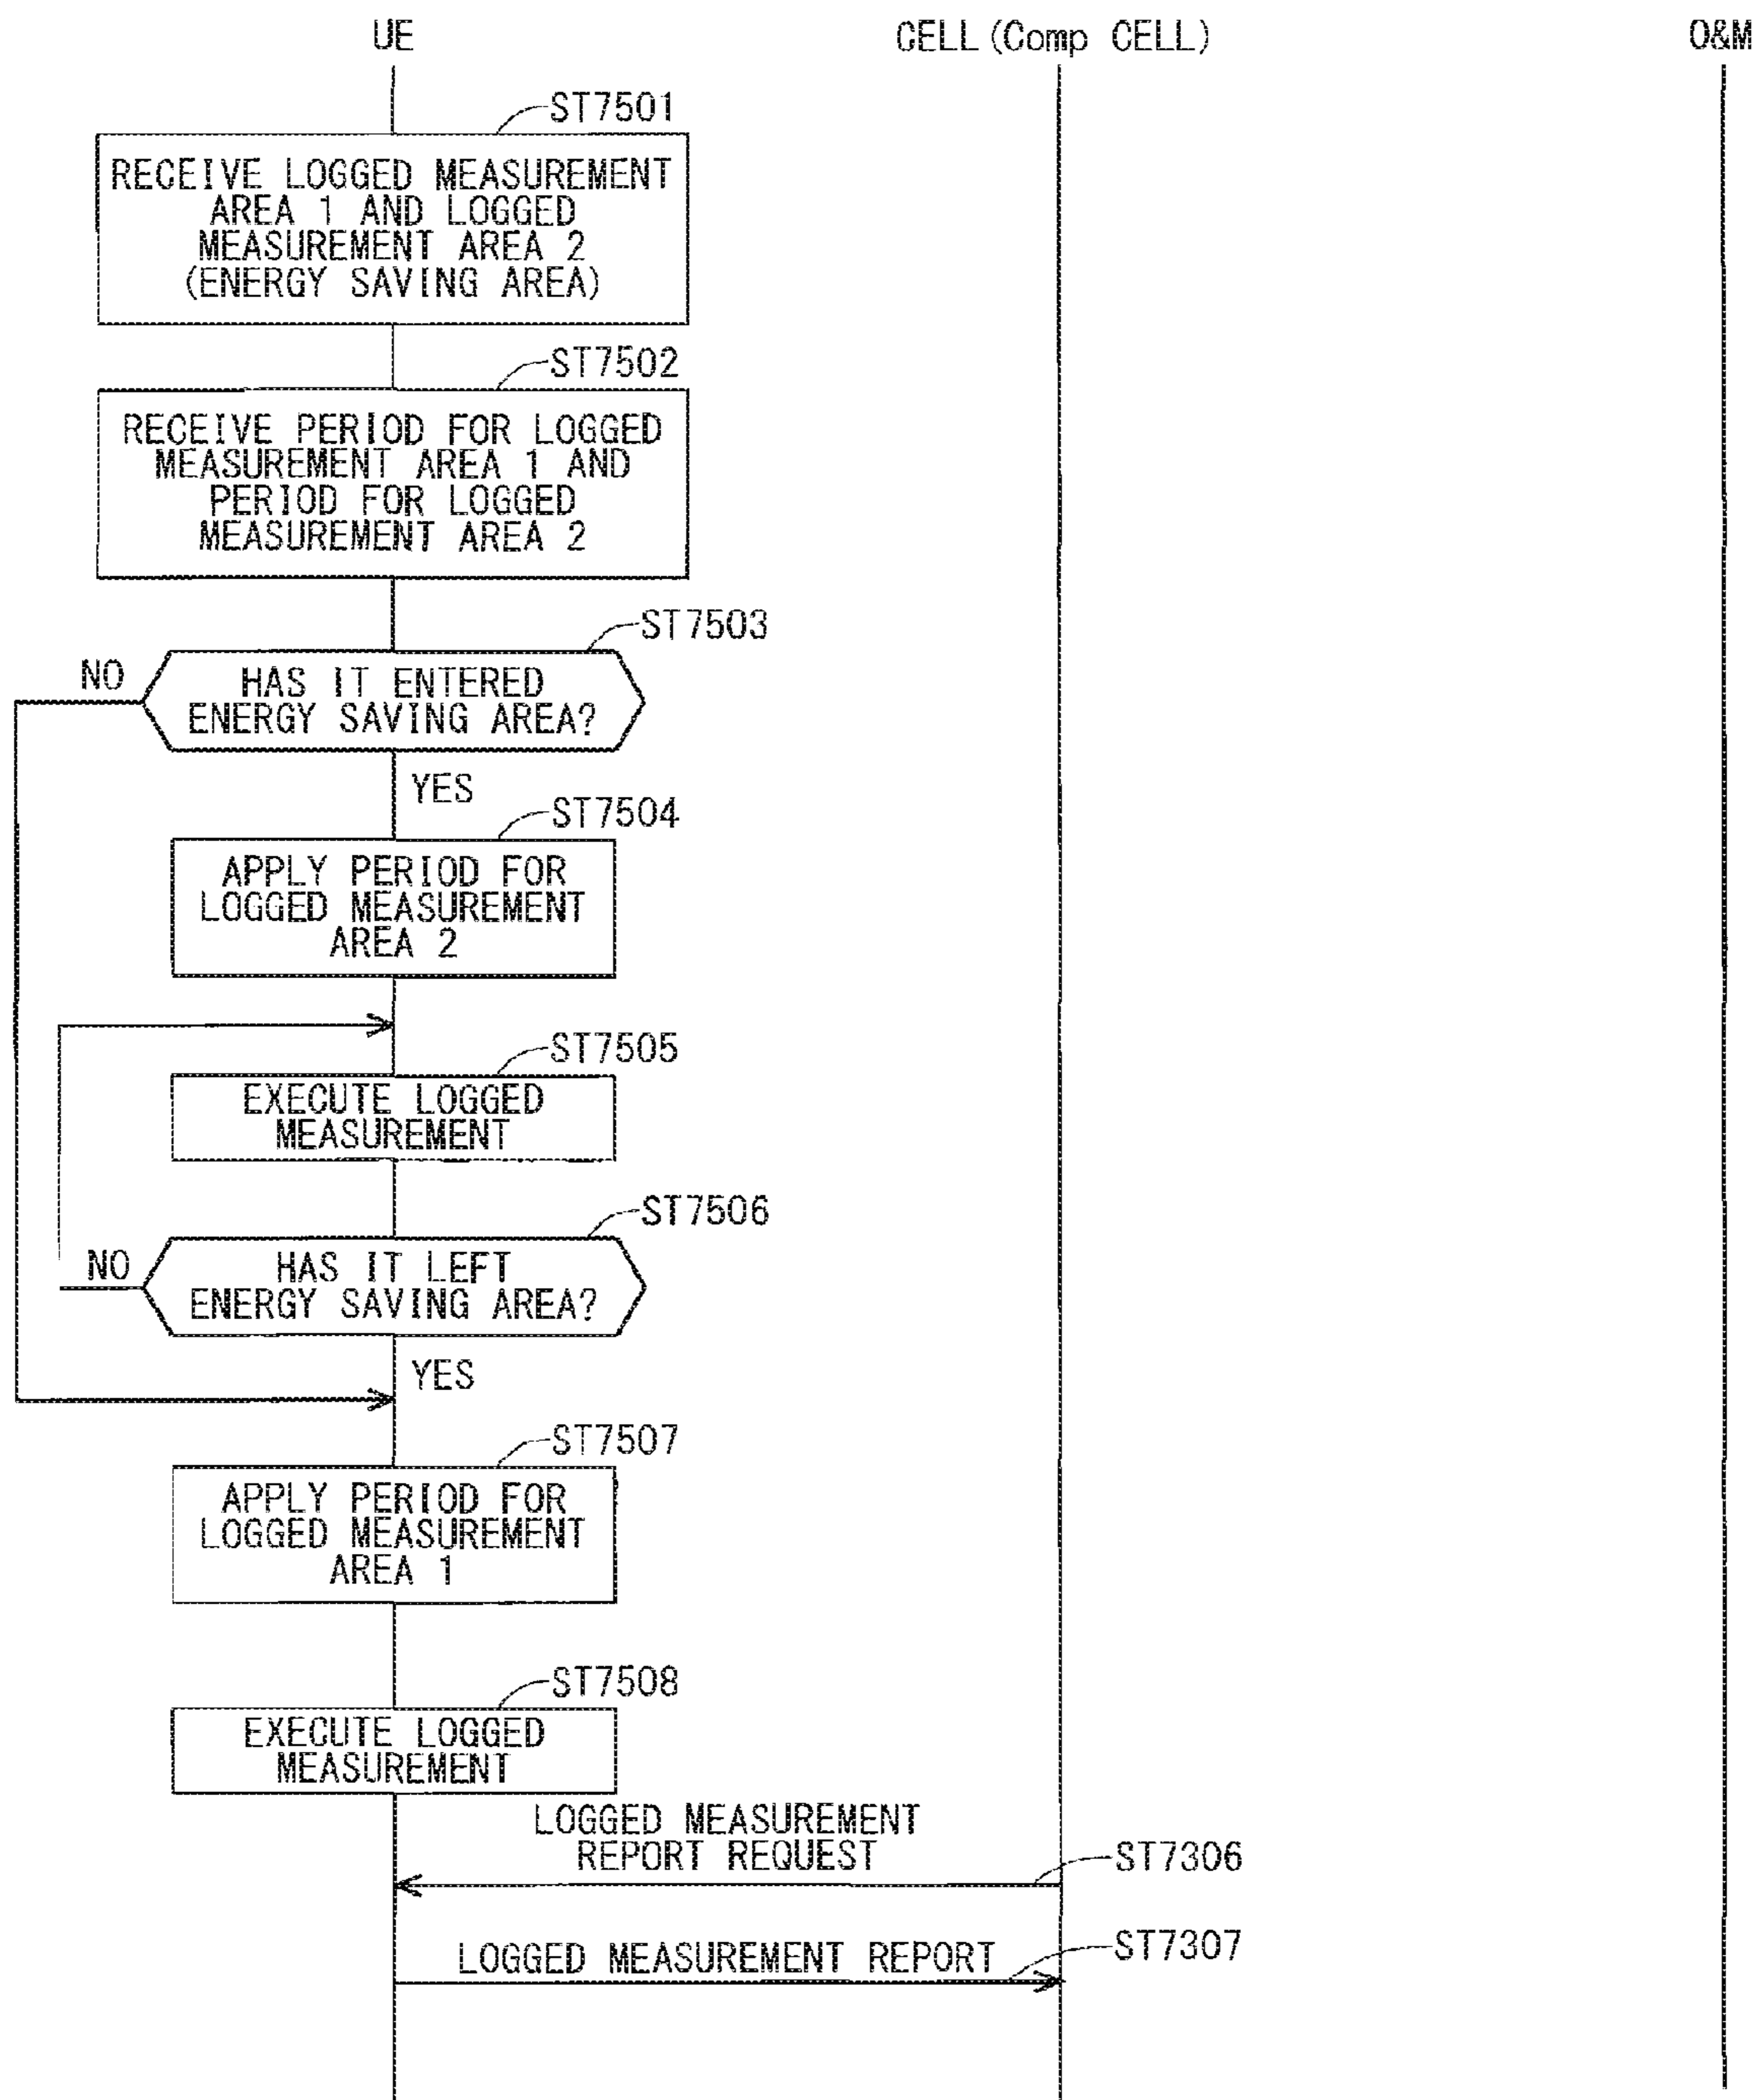 UE
CELL(Comp CELL)
O&M
ST7501
RECEIVE LOGGED MEASUREMENT
AREA 1 AND LOGGED
MEASUREMENT AREA 2
(ENERGY SAVING AREA)
ST7502
RECEIVE PERIOD FOR LOGGED
MEASUREMENT AREA 1 AND
PERIOD FOR LOGGED
MEASUREMENT AREA 2
ST7503
NO
HAS IT ENTERED
ENERGY SAVING AREA?
YES
ST7504
APPLY PERIOD FOR
LOGGED MEASUREMENT
AREA 2
ST7505
EXECUTE LOGGED
MEASUREMENT
ST7506
NO
HAS IT LEFT
ENERGY SAVING AREA?
YES
ST7507
APPLY PERIOD FOR
LOGGED MEASUREMENT
AREA 1
ST7508
EXECUTE LOGGED
MEASUREMENT
LOGGED MEASUREMENT
REPORT REQUEST
ST7306
LOGGED MEASUREMENT REPORT
ST7307